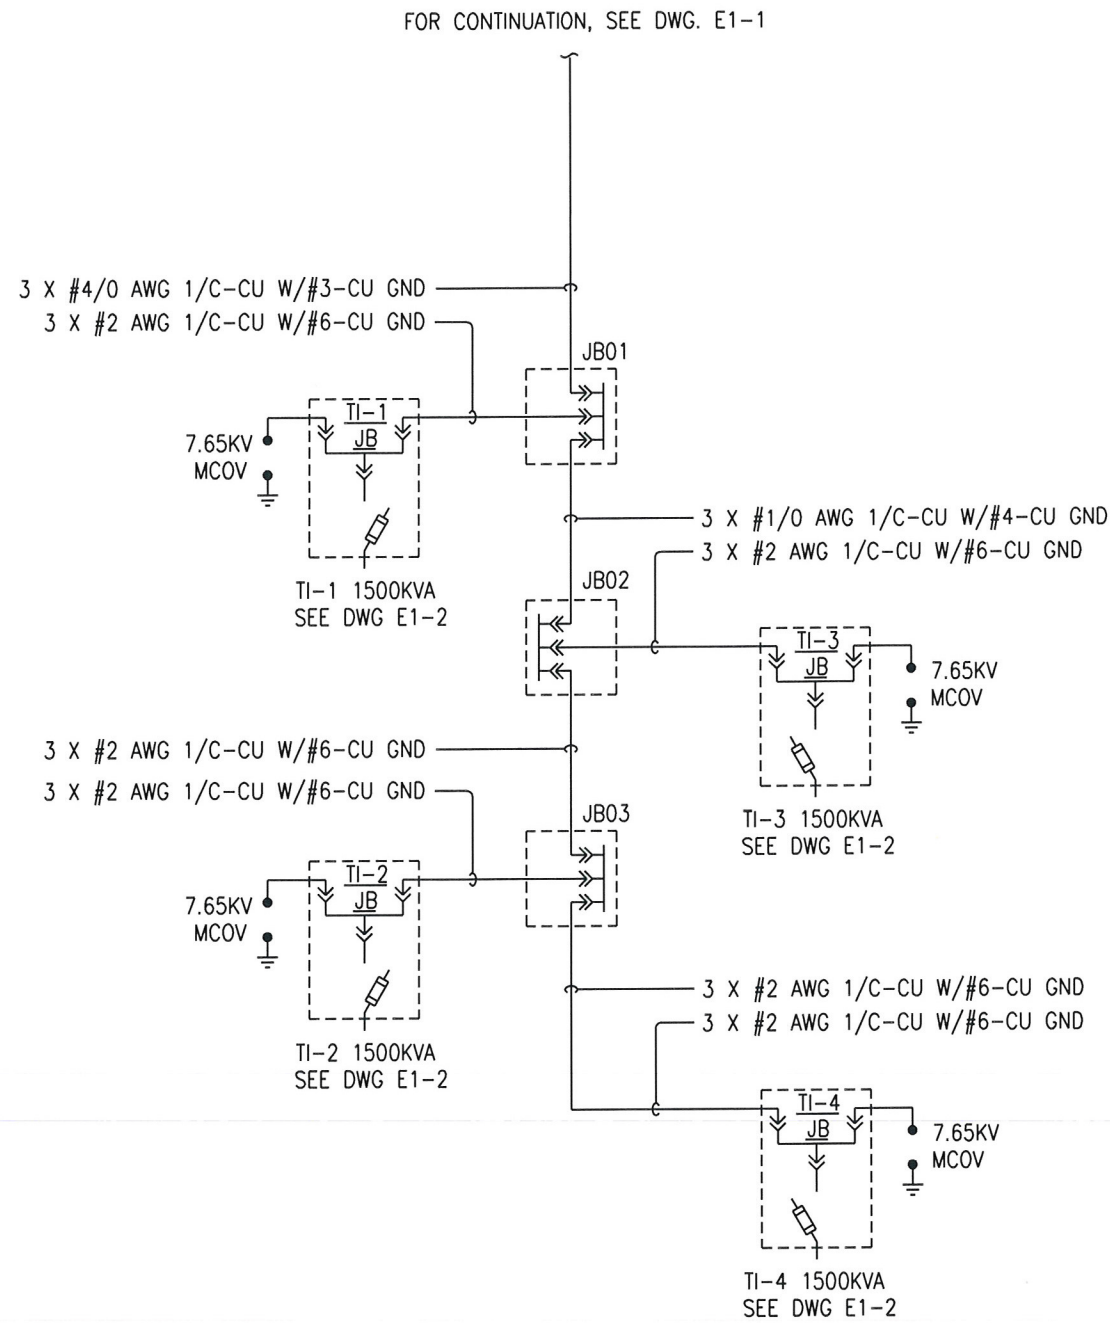 FOR CONTINUATION, SEE DWG. E1-1
3 X #4/0 AWG 1/C-CU W/#3-CU GND
3 X #2 AWG 1/C-CU W/#6-CU GND
JB01
TI-1
JB
7.65KV
MCOV
TI-1 1500KVA
SEE DWG E1-2
3 X #1/0 AWG 1/C-CU W/#4-CU GND
3 X #2 AWG 1/C-CU W/#6-CU GND
JB02
TI-3
JB
7.65KV
MCOV
TI-3 1500KVA
SEE DWG E1-2
3 X #2 AWG 1/C-CU W/#6-CU GND
3 X #2 AWG 1/C-CU W/#6-CU GND
JB03
TI-2
JB
7.65KV
MCOV
TI-2 1500KVA
SEE DWG E1-2
3 X #2 AWG 1/C-CU W/#6-CU GND
3 X #2 AWG 1/C-CU W/#6-CU GND
TI-4
JB
7.65KV
MCOV
TI-4 1500KVA
SEE DWG E1-2